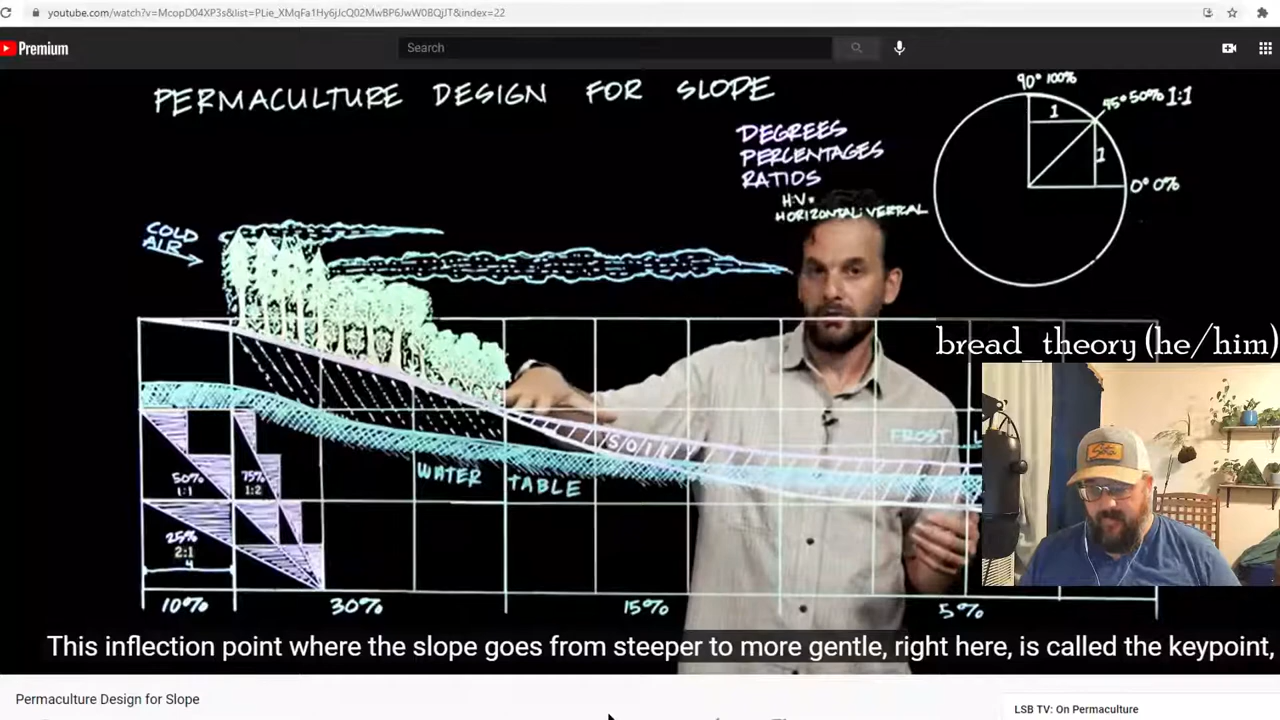 youtube.com/watch?v=McopD04XP3s&list=PLie_XMqFa1Hy6jJcQ02MwBP6JwW08QjJT&index=22
Premium
Search
PERMACULTURE DESIGN FOR SLOPE
90° 100%
45° 50% 1:1
1
1
0° 0%
DEGREES
PERCENTAGES
RATIOS
H:V=
HORIZONTAL:VERTICAL
COLD
AIR
bread_theory (he/him)
SOIL
FROST L
WATER TABLE
50%
1:1
75%
1:2
25%
2:1
4
10%
30%
15%
5%
This inflection point where the slope goes from steeper to more gentle, right here, is called the keypoint,
Permaculture Design for Slope
LSB TV: On Permaculture